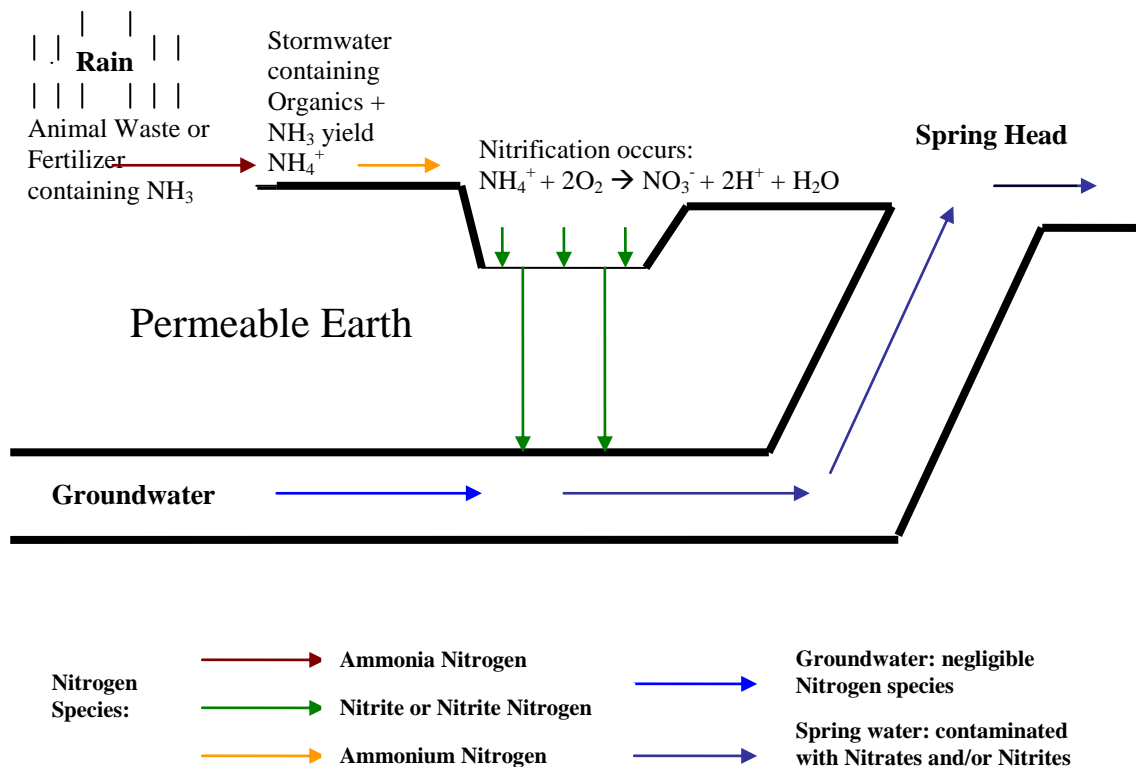 Rain
Animal Waste or
Fertilizer
containing NH₃
Stormwater
containing
Organics +
NH₃ yield
NH₄⁺
Nitrification occurs:
NH₄⁺ + 2O₂ → NO₃⁻ + 2H⁺ + H₂O
Spring Head
Permeable Earth
Groundwater
Nitrogen
Species:
Ammonia Nitrogen
Nitrite or Nitrite Nitrogen
Ammonium Nitrogen
Groundwater: negligible
Nitrogen species
Spring water: contaminated
with Nitrates and/or Nitrites